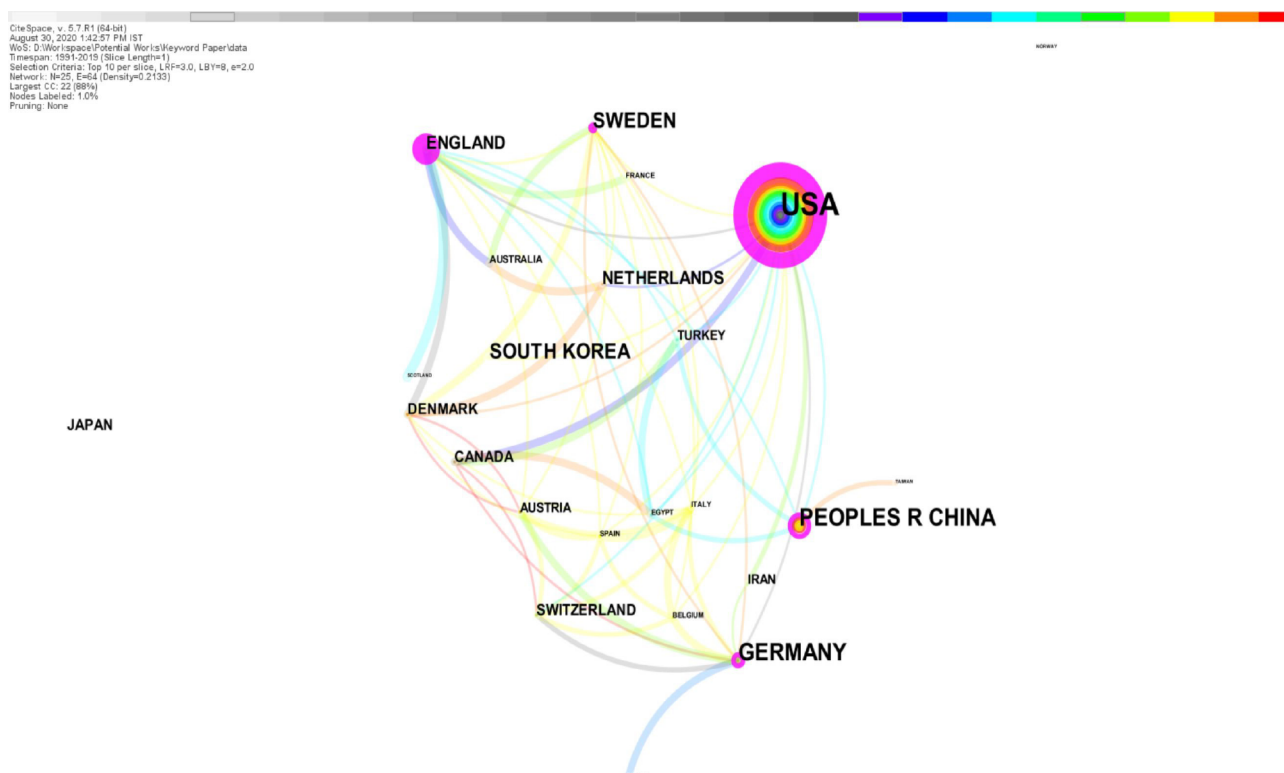 CiteSpace, v. 5.7.R1 (64-bit)
August 30, 2020 1:42:57 PM IST
WoS: D:\Workspace\Potential Works\Keyword Paper\data
Timespan: 1991-2019 (Slice Length=1)
Selection Criteria: Top 10 per slice, LRF=3.0, LBY=8, e=2.0
Network: N=25, E=64 (Density=0.2133)
Largest CC: 22 (88%)
Nodes Labeled: 1.0%
Pruning: None
NORWAY
SWEDEN
ENGLAND
FRANCE
USA
AUSTRALIA
NETHERLANDS
TURKEY
SOUTH KOREA
SCOTLAND
DENMARK
JAPAN
CANADA
TAIWAN
ITALY
AUSTRIA
EGYPT
PEOPLES R CHINA
SPAIN
IRAN
SWITZERLAND
BELGIUM
GERMANY